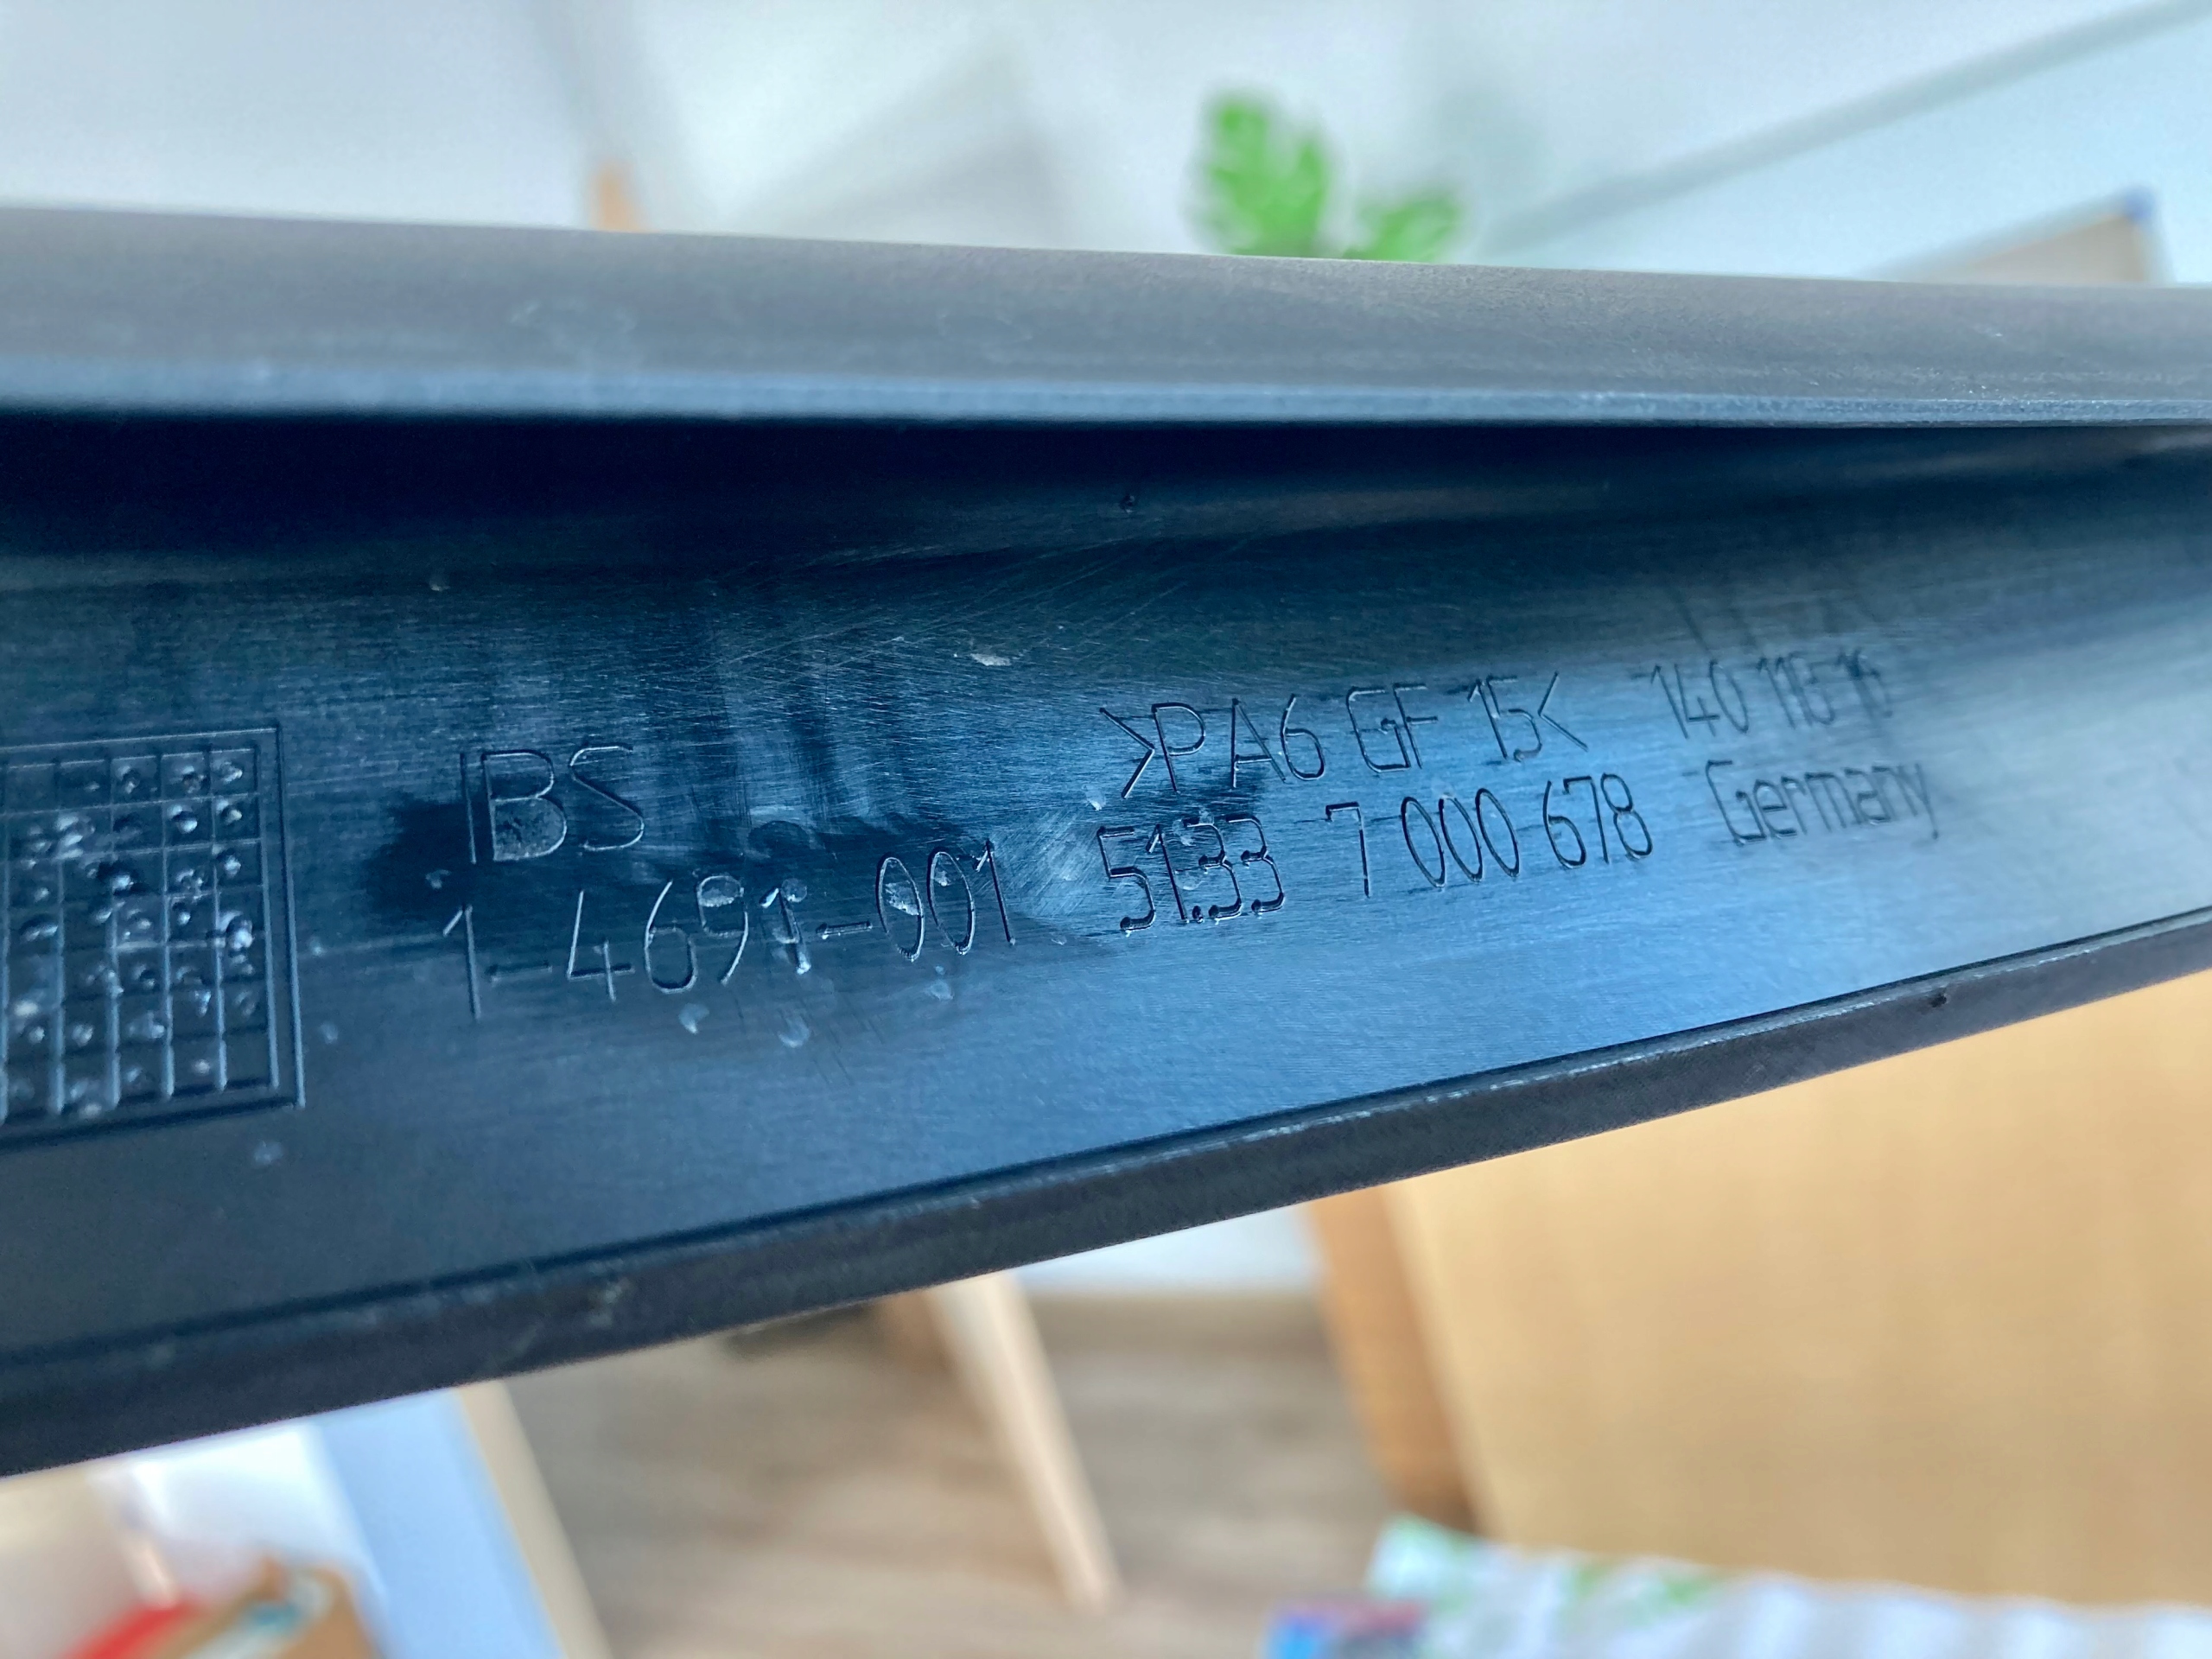 IBS
1-4691-001
>PA6 GF 15<
51.33 7 000 678
140 116 16
Germany